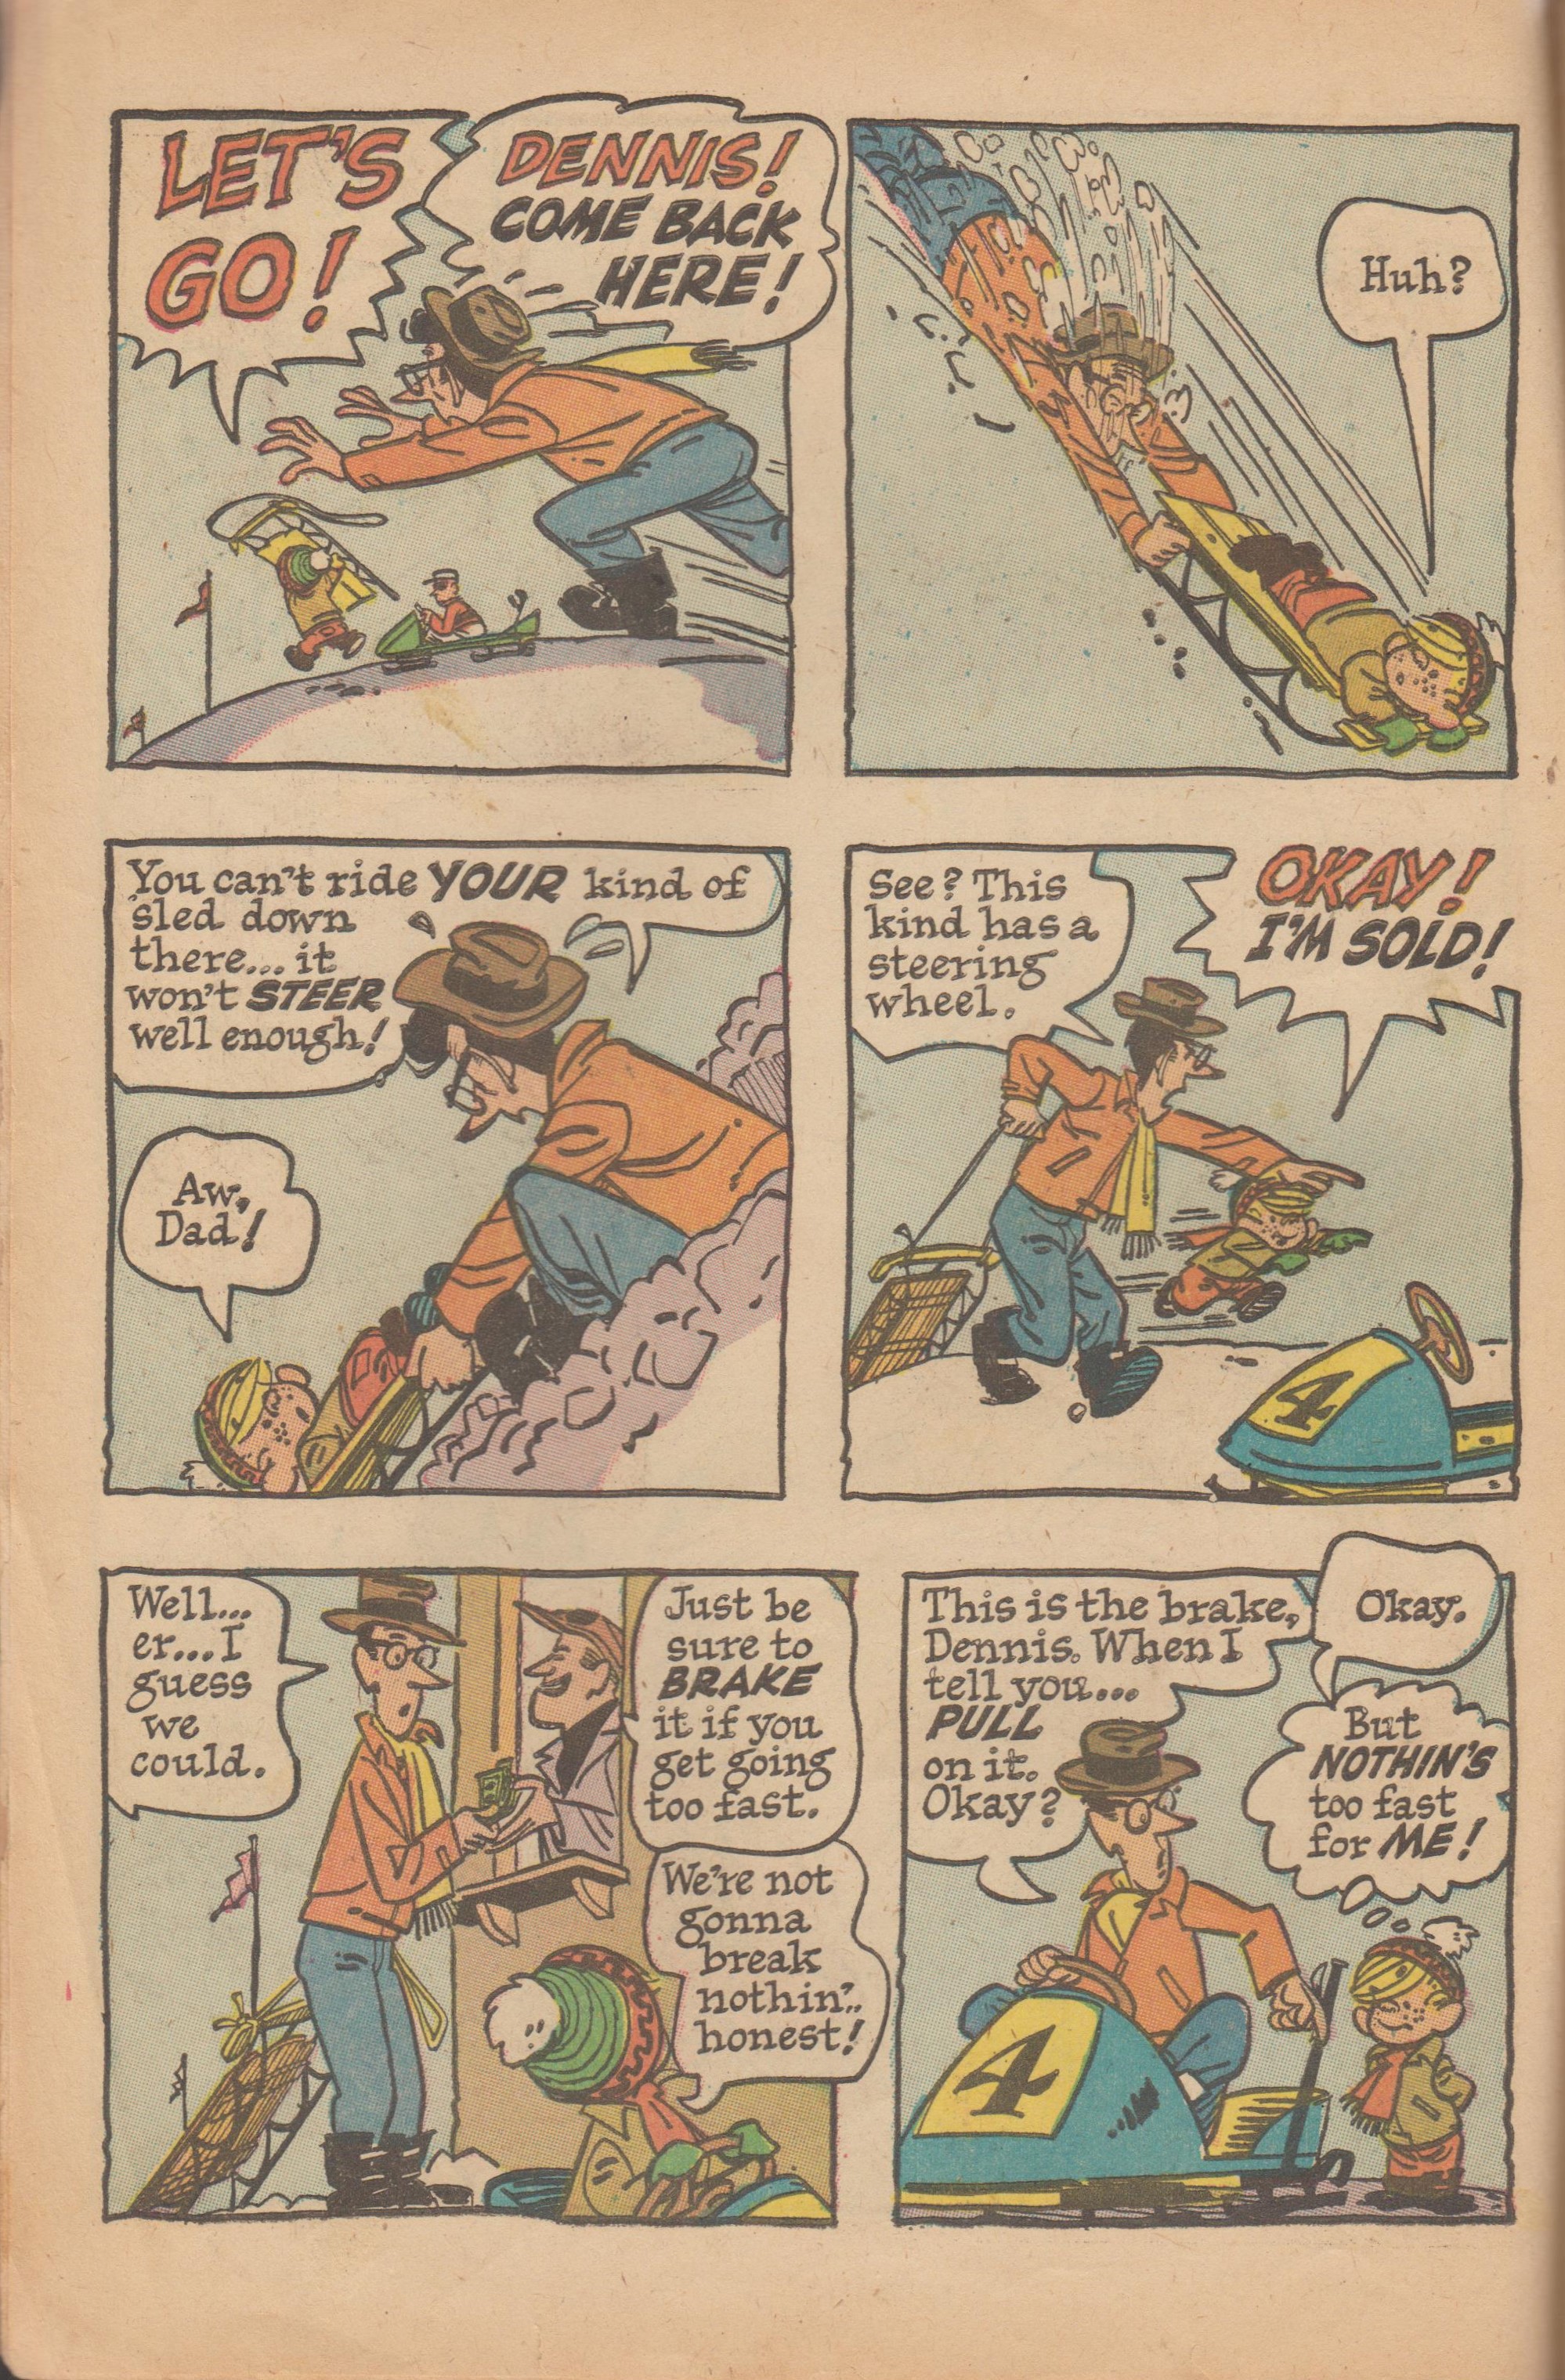 LET'S
GO!
DENNIS!
COME BACK
HERE!
Huh?
You can't ride YOUR kind of
sled down
there... it
won't STEER
well enough!
Aw,
Dad!
See? This
kind has a
steering
wheel.
OKAY!
I'M SOLD!
4
Well...
er...I
guess
we
could.
Just be
sure to
BRAKE
it if you
get going
too fast.
We're not
gonna
break
nothin'..
honest!
This is the brake,
Dennis. When I
tell you...
PULL
on it.
Okay?
Okay.
But
NOTHIN'S
too fast
for ME!
4